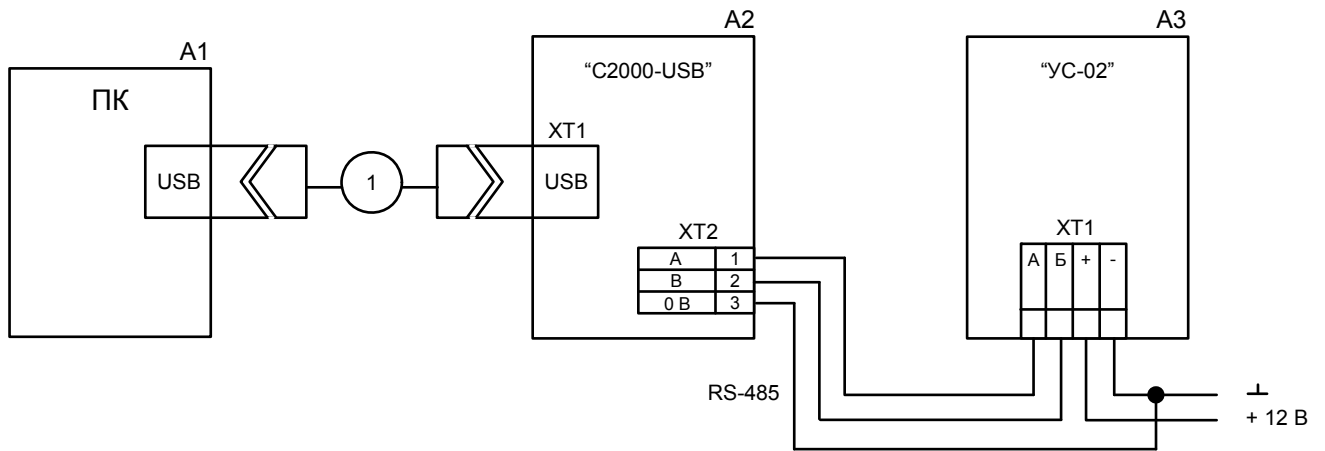 A1
ПК
USB
1
A2
“С2000-USB”
XT1
USB
XT2
A 1
B 2
0 В 3
A3
“УС-02”
XT1
А Б + -
RS-485
⊥
+ 12 В